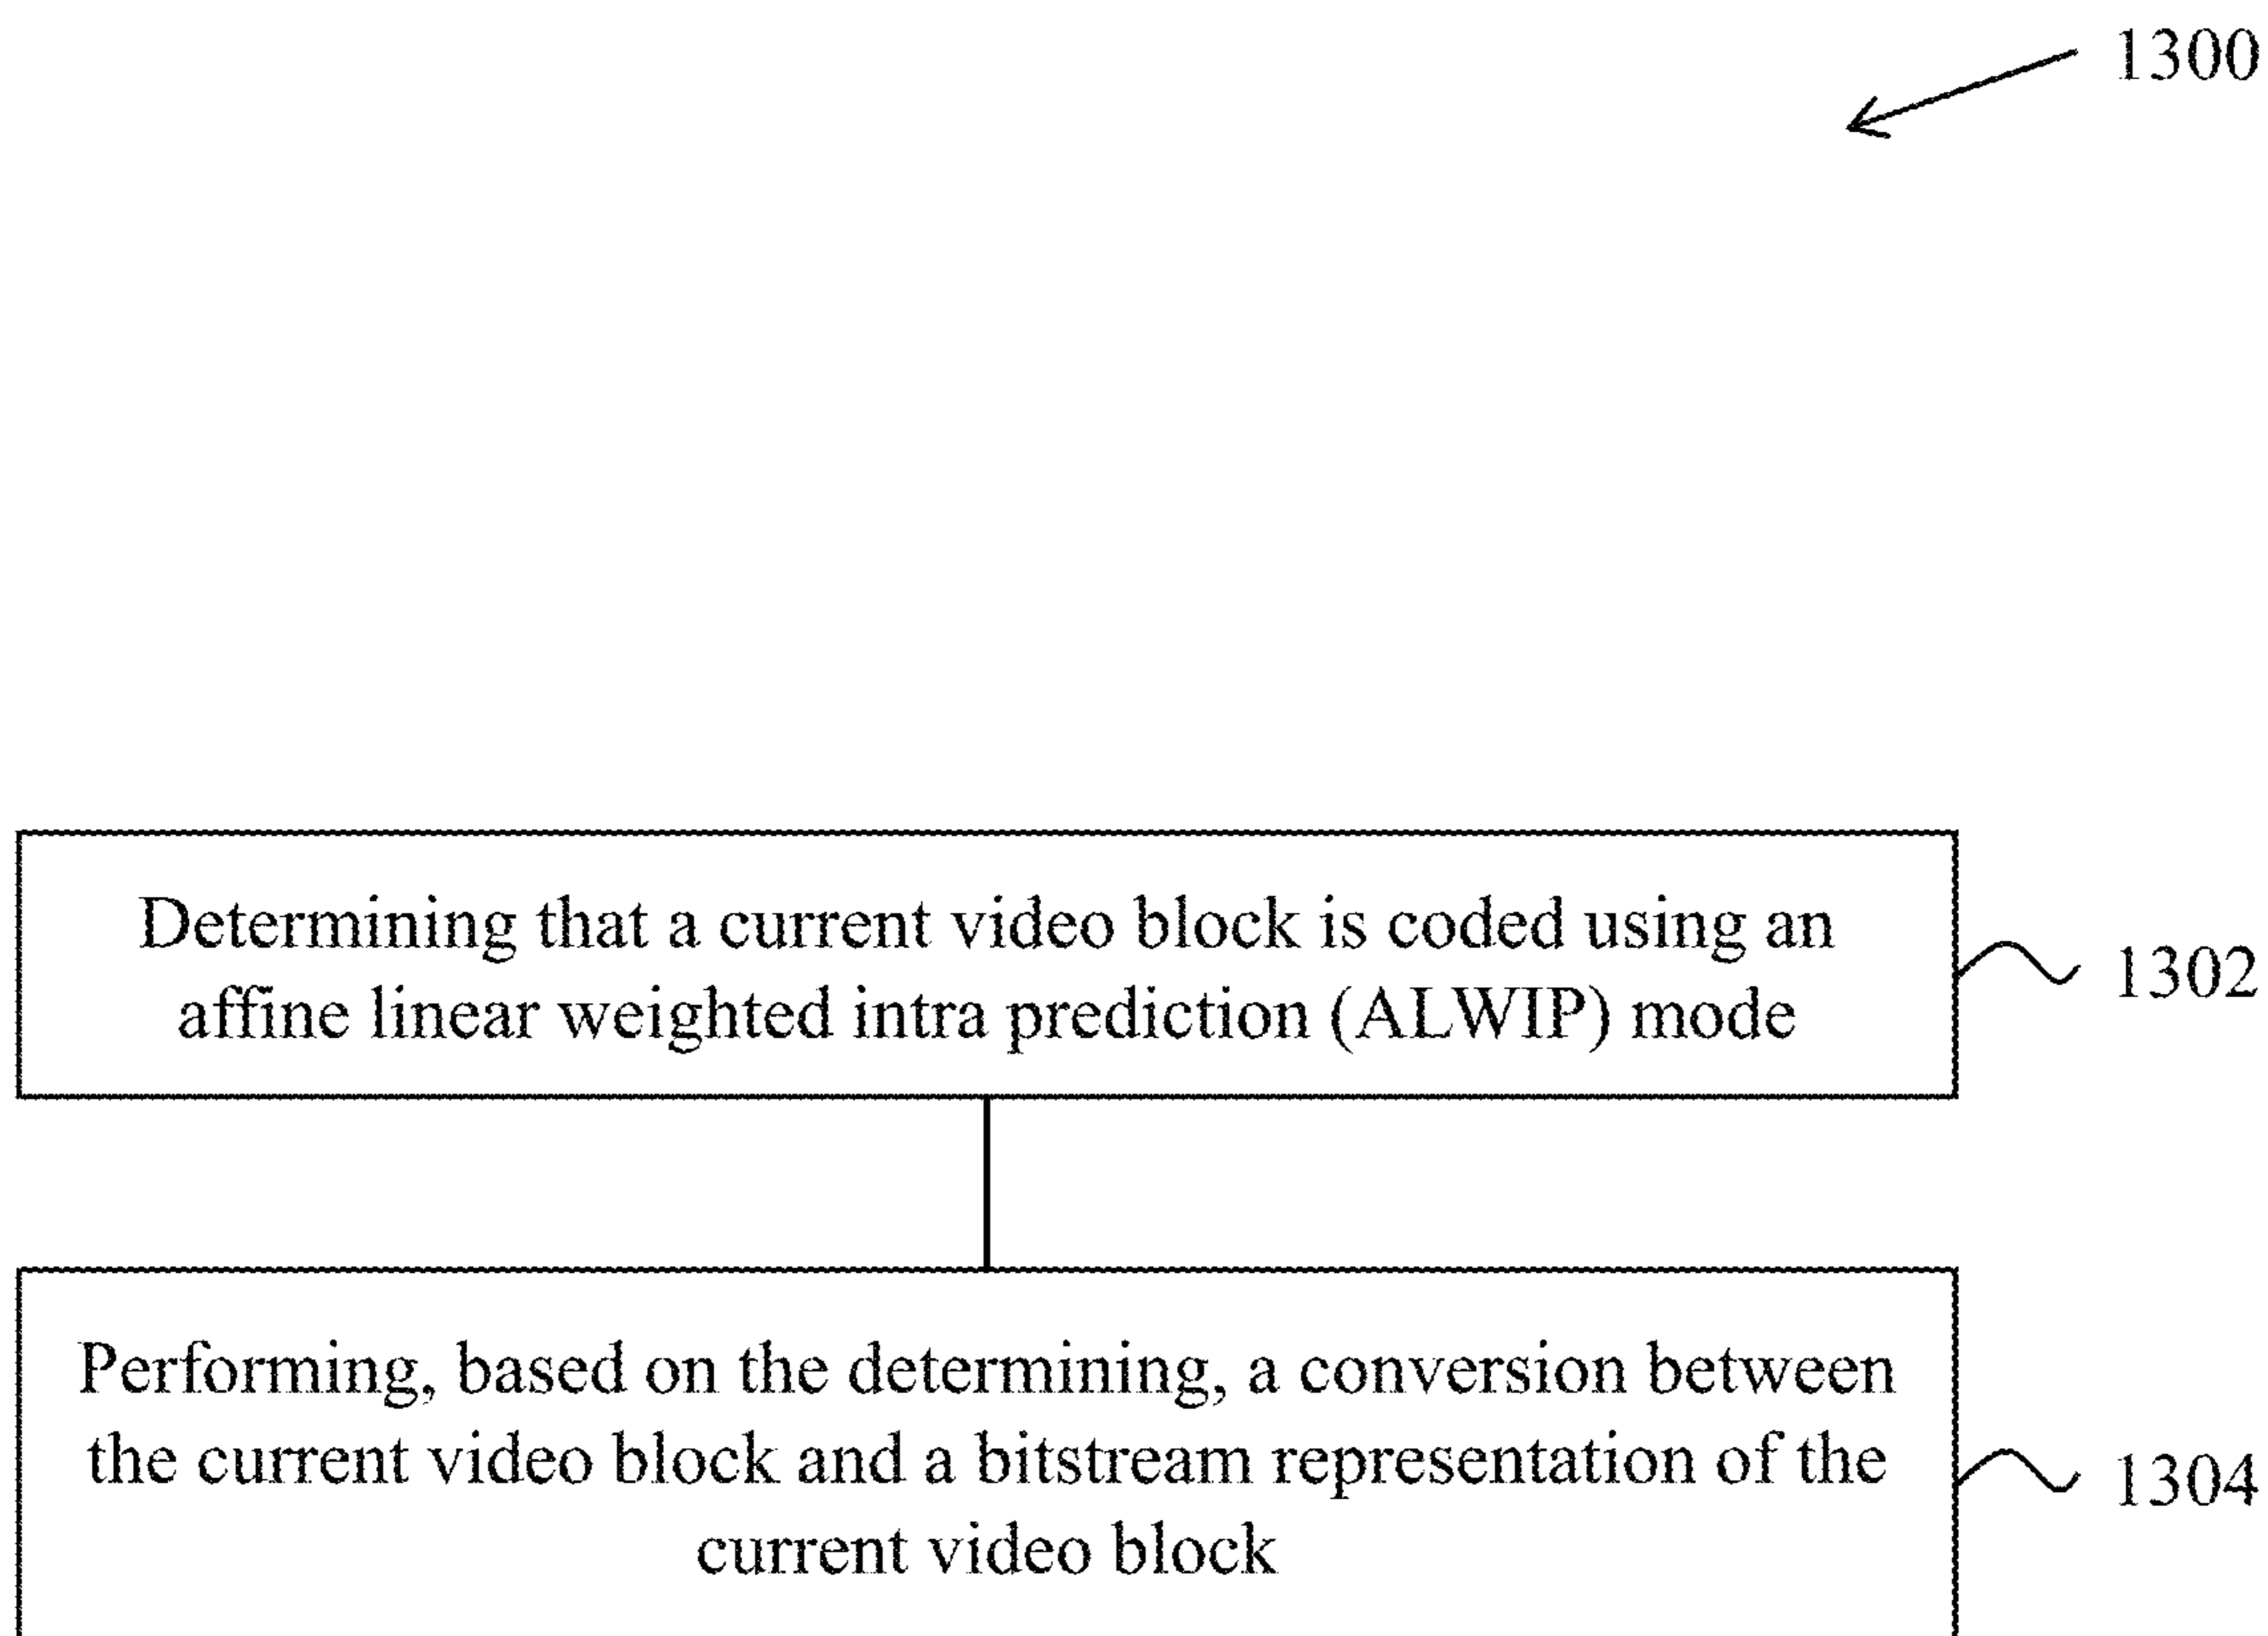 1300
Determining that a current video block is coded using an
affine linear weighted intra prediction (ALWIP) mode
1302
Performing, based on the determining, a conversion between
the current video block and a bitstream representation of the
current video block
1304